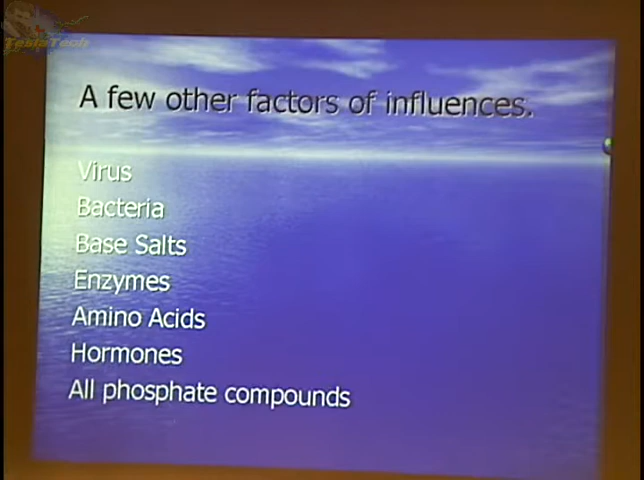 TeslaTech
A few other factors of influences.
Virus
Bacteria
Base Salts
Enzymes
Amino Acids
Hormones
All phosphate compounds